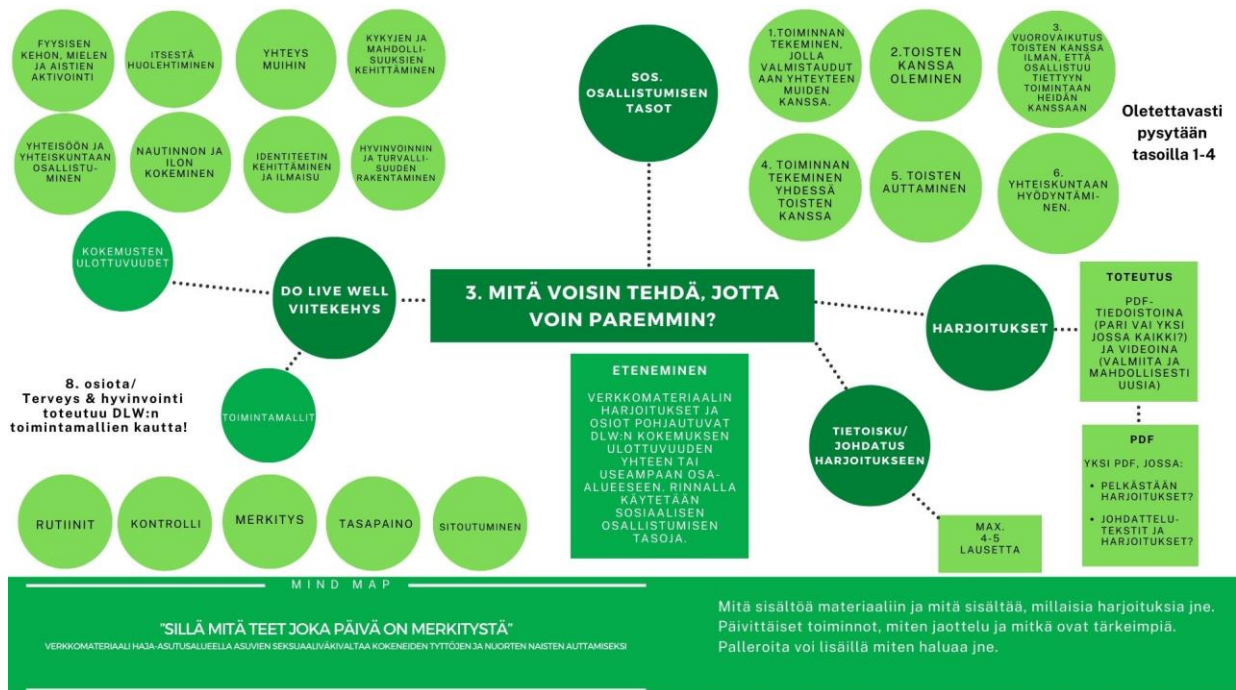 FYYSISEN
KEHON, MIELEN
JA AISTIEN
AKTIVOINTI
ITSESTÄ
HUOLEHTIMINEN
YHTEYS
MUIHIN
KYKYJEN JA
MAHDOLLI-
SUUKSIEN
KEHITTÄMINEN
YHTEISÖÖN JA
YHTEISKUNTAAN
OSALLISTU-
MINEN
NAUTINNON JA
ILON
KOKEMINEN
IDENTITEETIN
KEHITTÄMINEN
JA ILMAISU
HYVINVOINNIN
JA TURVALLI-
SUUDEN
RAKENTAMINEN
KOKEMUSTEN
ULOTTUVUUDET
DO LIVE WELL
VIITEKEHYS
8. osiota/
Terveys & hyvinvointi
toteutuu DLW:n
toimintamallien kautta!
TOIMINTAMALLIT
RUTIINIT
KONTROLLI
MERKITYS
TASAPAINO
SITOUTUMINEN
SOS.
OSALLISTUMISEN
TASOT
1.TOIMINNAN
TEKEMINEN,
JOLLA
VALMISTAUDUT
AAN YHTEYTEEN
MUIDEN
KANSSA.
2.TOISTEN
KANSSA
OLEMINEN
3.
VUOROVAIKUTUS
TOISTEN KANSSA
ILMAN, ETTÄ
OSALLISTUU
TIETTYYN
TOIMINTAAN
HEIDÄN
KANSSAAN
4. TOIMINNAN
TEKEMINEN
YHDESSÄ
TOISTEN
KANSSA
5. TOISTEN
AUTTAMINEN
6.
YHTEISKUNTAAN
HYÖDYNTÄMI-
NEN.
Oletettavasti
pysytään
tasoilla 1-4
3. MITÄ VOISIN TEHDÄ, JOTTA
VOIN PAREMMIN?
ETENEMINEN
VERKKOMATERIAALIN
HARJOITUKSET JA
OSIOT POHJAUTUVAT
DLW:N KOKEMUKSEN
ULOTTUVUUDEN
YHTEEN TAI
USEAMPAAN OSA-
ALUEESEEN. RINNALLA
KÄYTETÄÄN
SOSIAALISEN
OSALLISTUMISEN
TASOJA.
HARJOITUKSET
TOTEUTUS
PDF-
TIEDOISTOINA
(PARI VAI YKSI
JOSSA KAIKKI?)
JA VIDEOINA
(VALMIITA JA
MAHDOLLISESTI
UUSIA)
PDF
YKSI PDF, JOSSA:
• PELKÄSTÄÄN
HARJOITUKSET?
• JOHDATTELU-
TEKSTIT JA
HARJOITUKSET?
TIETOISKU/
JOHDATUS
HARJOITUKSEEN
MAX.
4-5
LAUSETTA
MIND MAP
"SILLÄ MITÄ TEET JOKA PÄIVÄ ON MERKITYSTÄ"
VERKKOMATERIAALI HAJA-ASUTUSALUEELLA ASUVIEN SEKSUAALIVÄKIVALTAA KOKENEIDEN TYTTÖJEN JA NUORTEN NAISTEN AUTTAMISEKSI
Mitä sisältöä materiaaliin ja mitä sisältää, millaisia harjoituksia jne.
Päivittäiset toiminnot, miten jaottelu ja mitkä ovat tärkeimpiä.
Palleroita voi lisäillä miten haluaa jne.